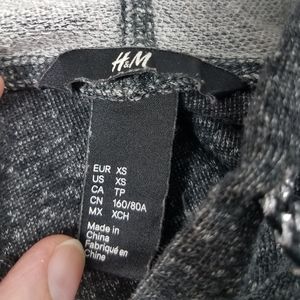 H&M
EUR XS
US XS
CA TP
CN 160/80A
MX XCH
Made in
China
Fabriqué en
Chine